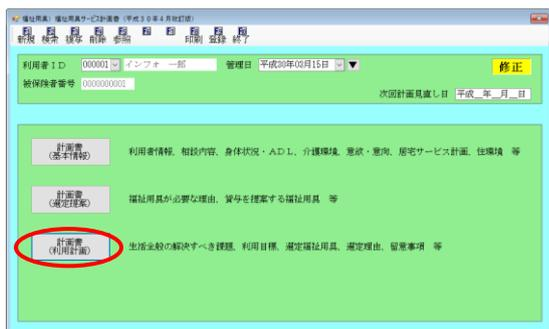 福祉用具) 福祉用具サービス計画書 (平成30年4月改訂版)
新規 検索 複写 削除 参照 印刷 登録 終了
利用者ID 000001 インフォ 一郎 管理日 平成30年03月15日 ▼ 修正
被保険者番号 0000000001
次回計画見直し日 平成__年__月__日
計画書 (基本情報) 利用者情報、相談内容、身体状況・ADL、介護環境、意欲・意向、居宅サービス計画、住環境 等
計画書 (選定提案) 福祉用具が必要な理由、貸与を提案する福祉用具 等
計画書 (利用計画) 生活全般の解決すべき課題、利用目標、選定福祉用具、選定理由、留意事項 等